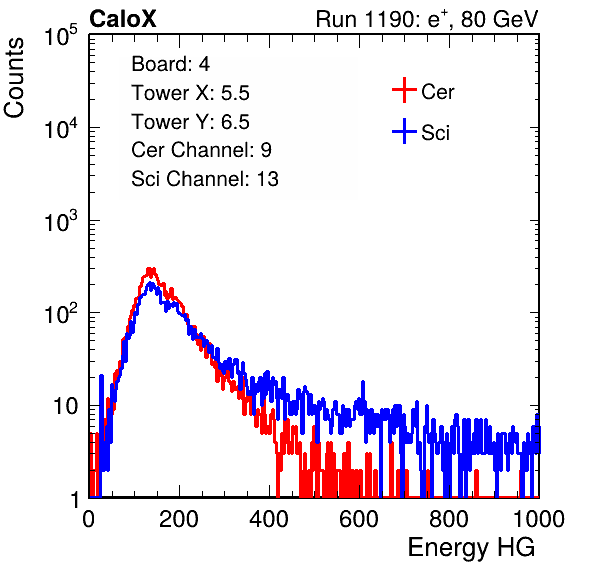 CaloX Run 1190: e+, 80 GeV
Counts
Board: 4
Tower X: 5.5
Tower Y: 6.5
Cer Channel: 9
Sci Channel: 13
Cer
Sci
10^5
10^4
10^3
10^2
10
1
0 200 400 600 800 1000
Energy HG